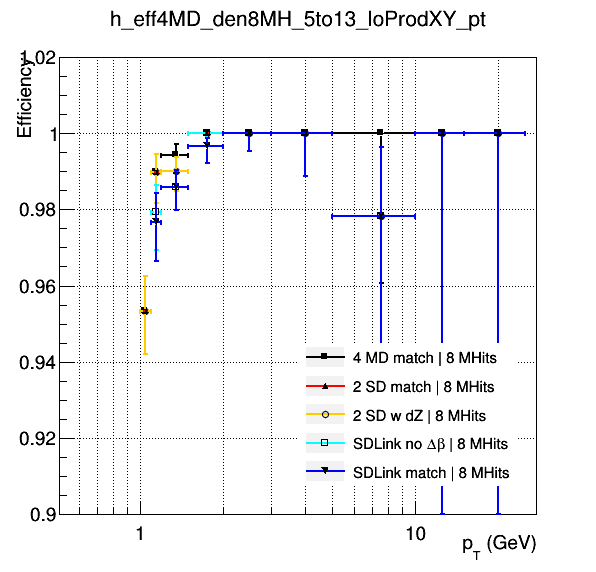 h_eff4MD_den8MH_5to13_loProdXY_pt
Efficiency
1.02
1
0.98
0.96
0.94
0.92
0.9
4 MD match | 8 MHits
2 SD match | 8 MHits
2 SD w dZ | 8 MHits
SDLink no Δβ | 8 MHits
SDLink match | 8 MHits
1
10
p_T (GeV)